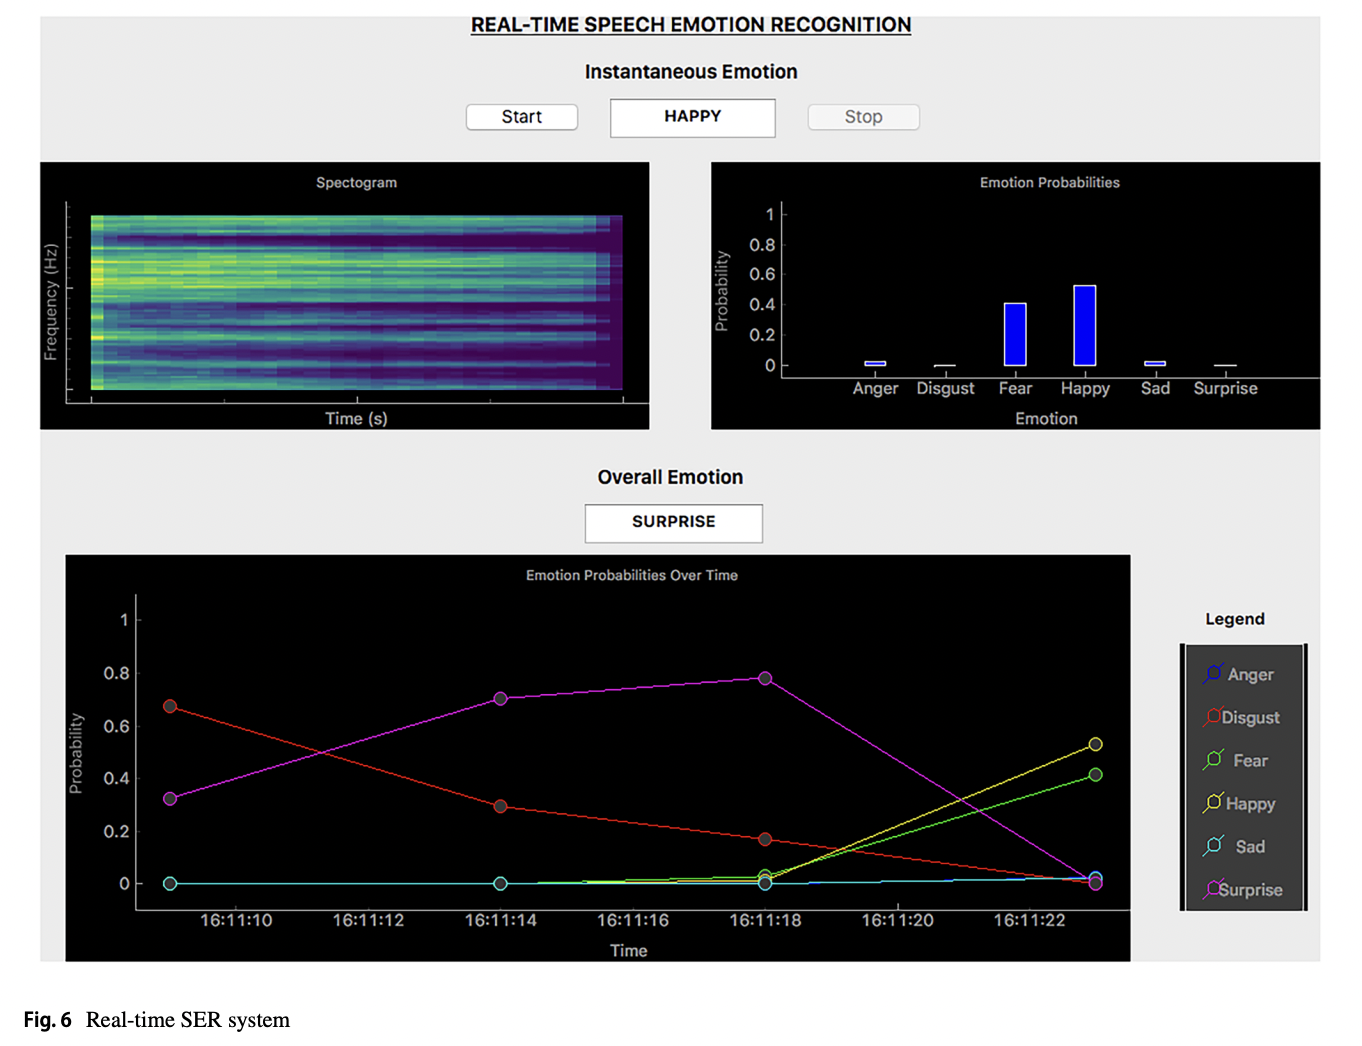 REAL-TIME SPEECH EMOTION RECOGNITION
Instantaneous Emotion
Start
HAPPY
Stop
Spectogram
Frequency (Hz)
Time (s)
Emotion Probabilities
Probability
1
0.8
0.6
0.4
0.2
0
Anger Disgust Fear Happy Sad Surprise
Emotion
Overall Emotion
SURPRISE
Emotion Probabilities Over Time
Probability
1
0.8
0.6
0.4
0.2
0
16:11:10 16:11:12 16:11:14 16:11:16 16:11:18 16:11:20 16:11:22
Time
Legend
Anger
Disgust
Fear
Happy
Sad
Surprise
Fig. 6 Real-time SER system